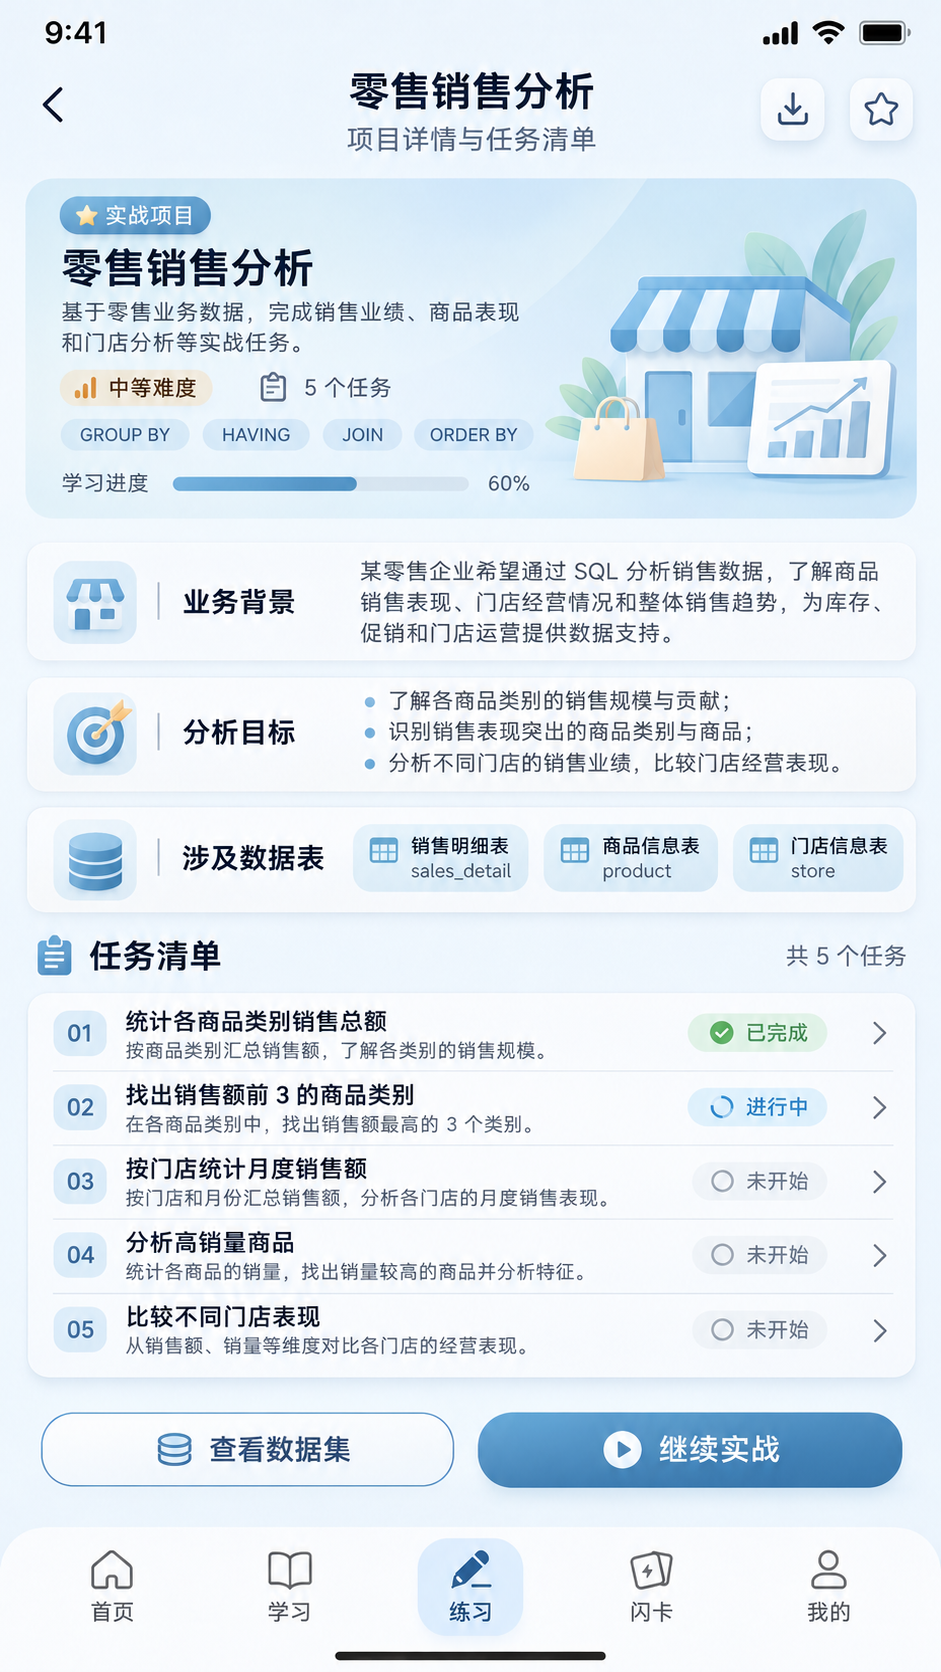 9:41
零售销售分析
项目详情与任务清单
实战项目
零售销售分析
基于零售业务数据，完成销售业绩、商品表现
和门店分析等实战任务。
中等难度 5 个任务
GROUP BY HAVING JOIN ORDER BY
学习进度 60%
业务背景
某零售企业希望通过 SQL 分析销售数据，了解商品
销售表现、门店经营情况和整体销售趋势，为库存、
促销和门店运营提供数据支持。
分析目标
了解各商品类别的销售规模与贡献；
识别销售表现突出的商品类别与商品；
分析不同门店的销售业绩，比较门店经营表现。
涉及数据表
销售明细表
sales_detail
商品信息表
product
门店信息表
store
任务清单 共 5 个任务
01 统计各商品类别销售总额
按商品类别汇总销售额，了解各类别的销售规模。
已完成
02 找出销售额前 3 的商品类别
在各商品类别中，找出销售额最高的 3 个类别。
进行中
03 按门店统计月度销售额
按门店和月份汇总销售额，分析各门店的月度销售表现。
未开始
04 分析高销量商品
统计各商品的销量，找出销量较高的商品并分析特征。
未开始
05 比较不同门店表现
从销售额、销量等维度对比各门店的经营表现。
未开始
查看数据集 继续实战
首页 学习 练习 闪卡 我的